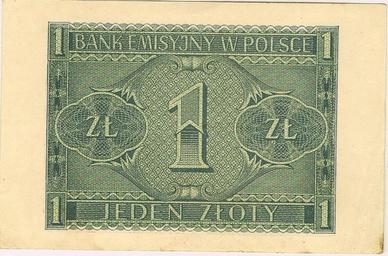 1 BANK EMISYJNY W POLSCE 1
ZŁ 1 ZŁ
1 JEDEN ZŁOTY 1